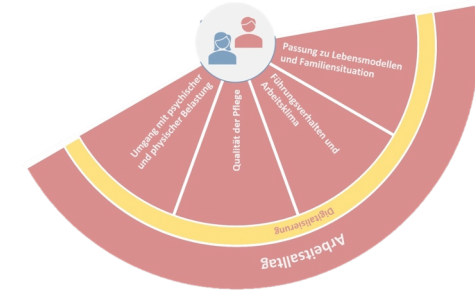 Umgang mit psychischer
und physischer Belastung
Qualität der Pflege
Führungsverhalten und
Arbeitsklima
Passung zu Lebensmodellen
und Familiensituation
Digitalisierung
Arbeitsalltag